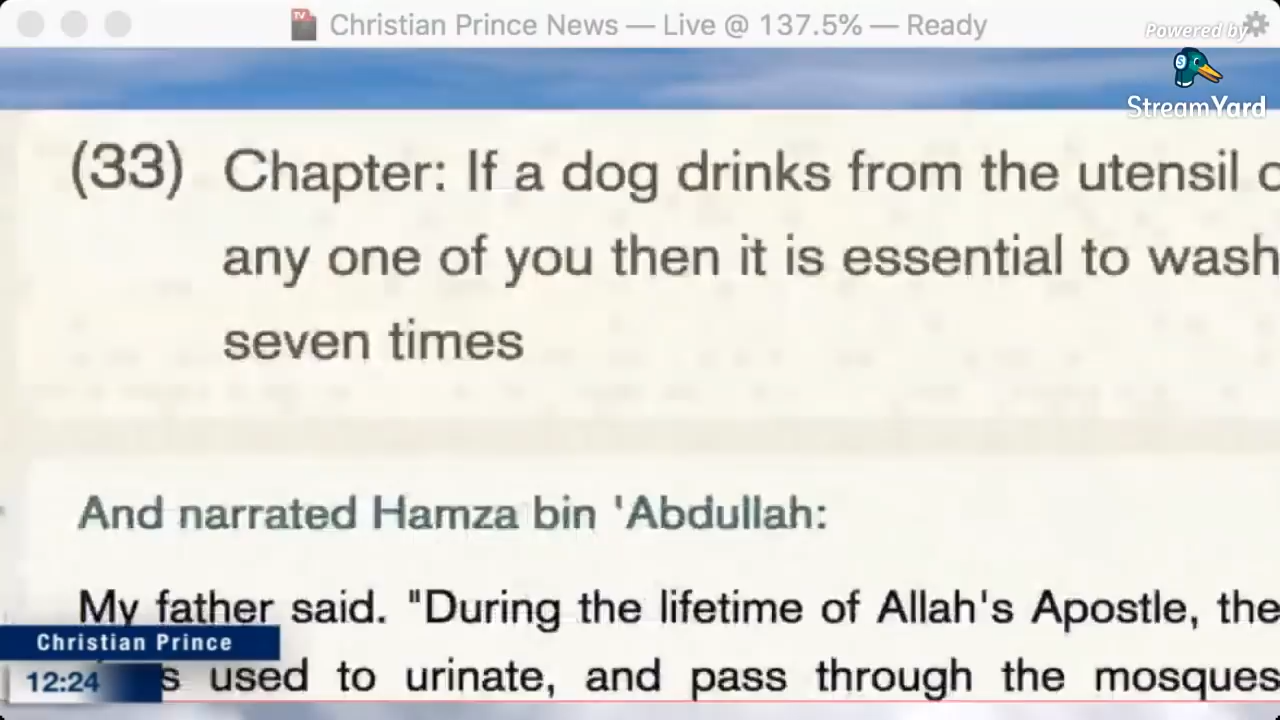 Christian Prince News — Live @ 137.5% — Ready
Powered by
StreamYard
(33) Chapter: If a dog drinks from the utensil
any one of you then it is essential to wash
seven times
And narrated Hamza bin 'Abdullah:
My father said. "During the lifetime of Allah's Apostle, the
used to urinate, and pass through the mosques
Christian Prince
12:24